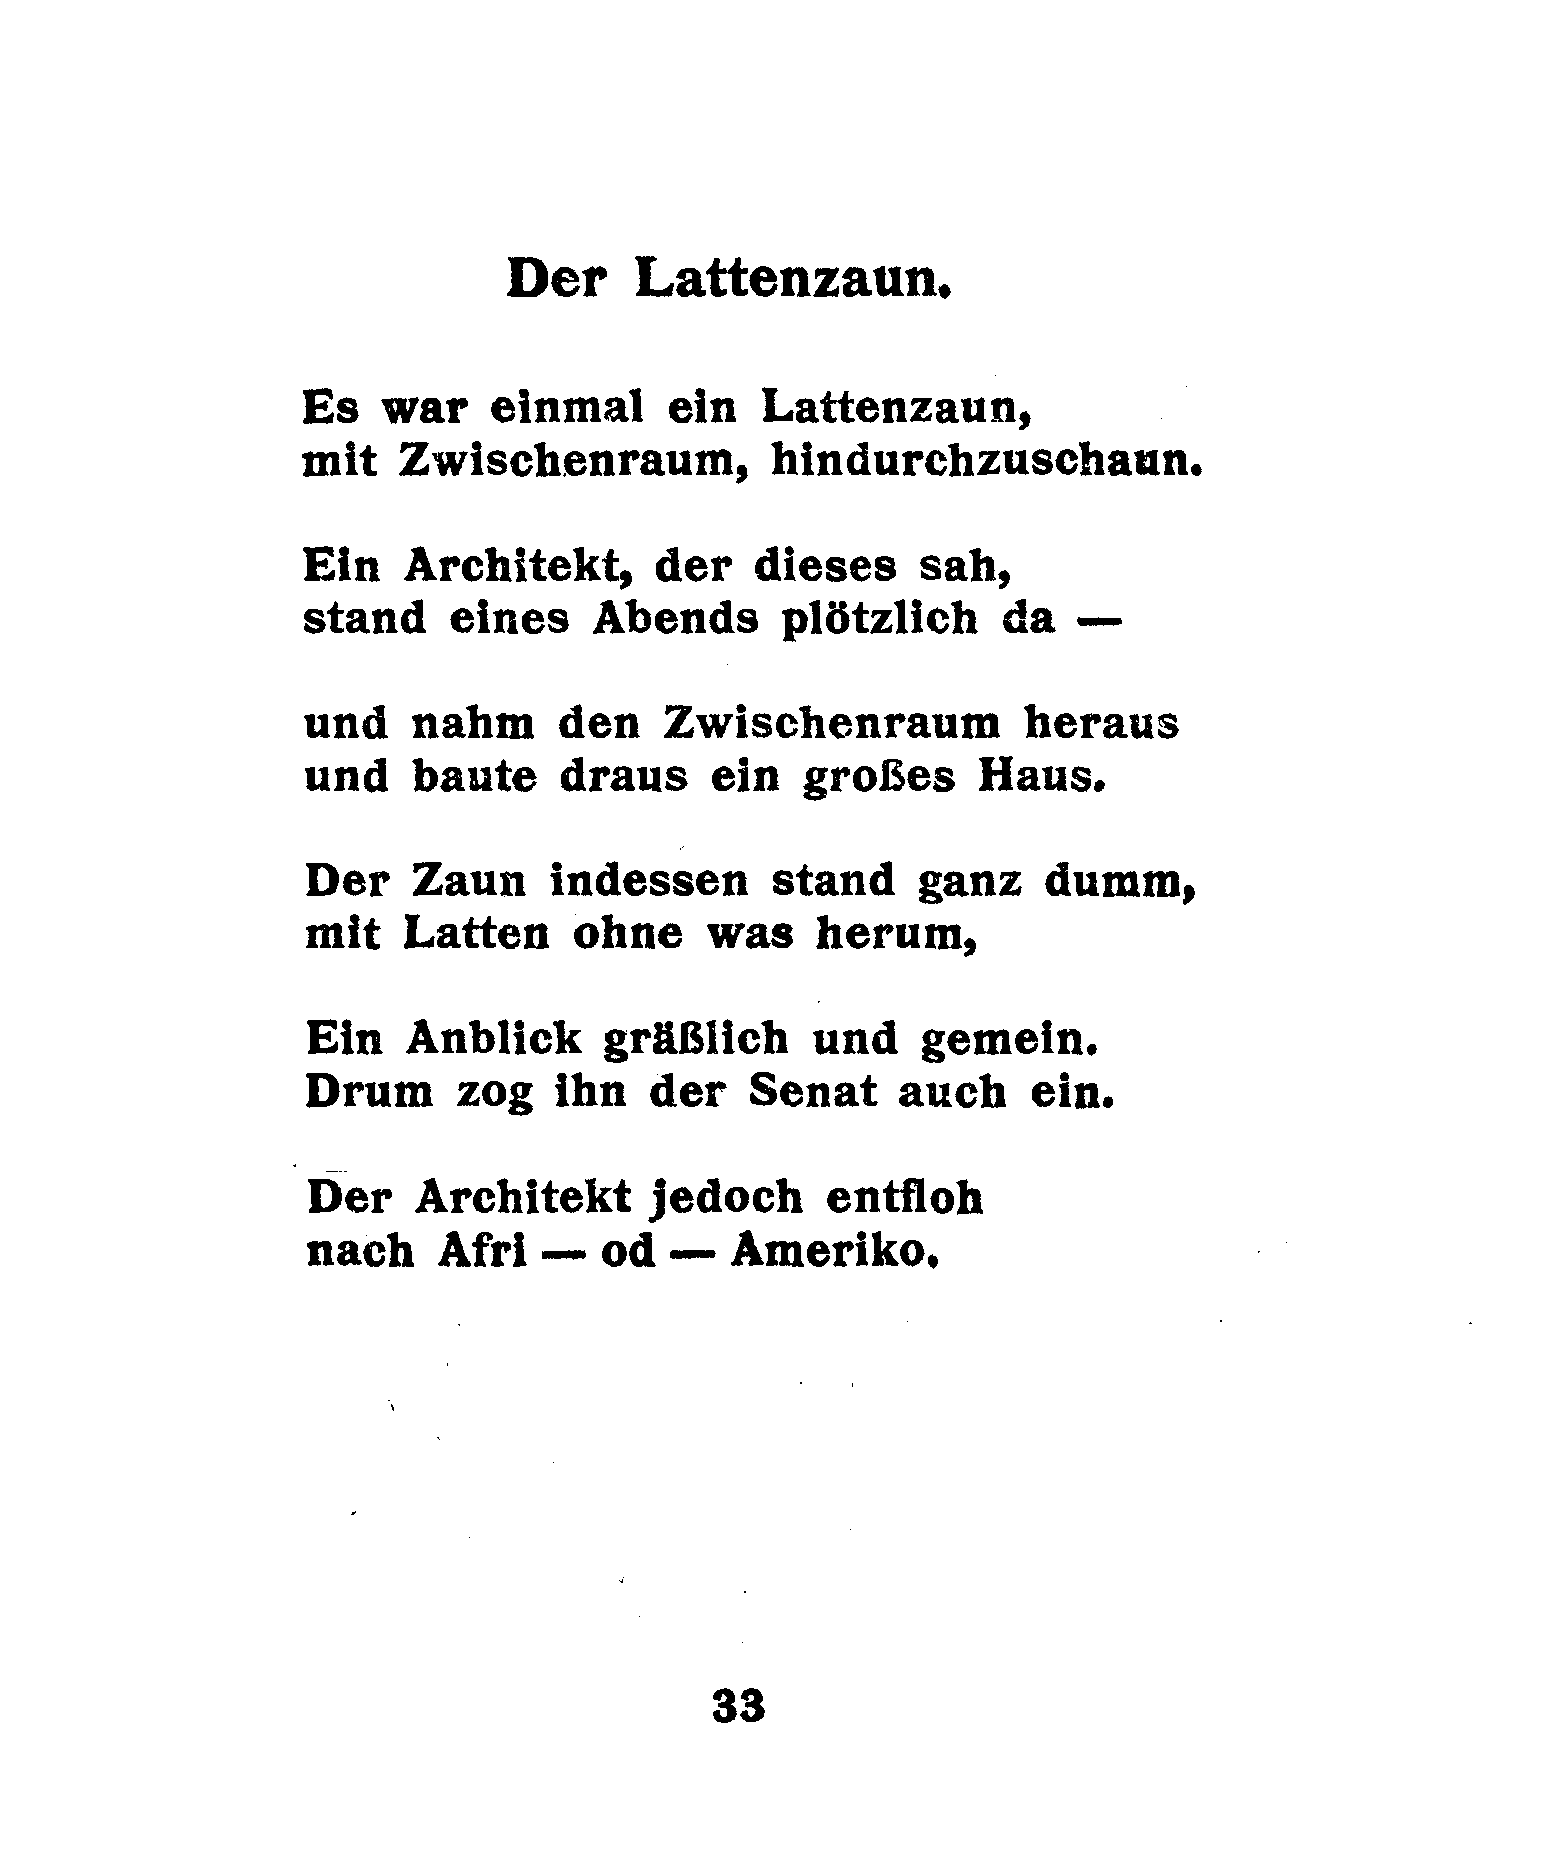 Der Lattenzaun.
Es war einmal ein Lattenzaun,
mit Zwischenraum, hindurchzuschaun.
Ein Architekt, der dieses sah,
stand eines Abends plötzlich da —
und nahm den Zwischenraum heraus
und baute draus ein großes Haus.
Der Zaun indessen stand ganz dumm,
mit Latten ohne was herum,
Ein Anblick gräßlich und gemein.
Drum zog ihn der Senat auch ein.
Der Architekt jedoch entfloh
nach Afri — od — Ameriko.
33